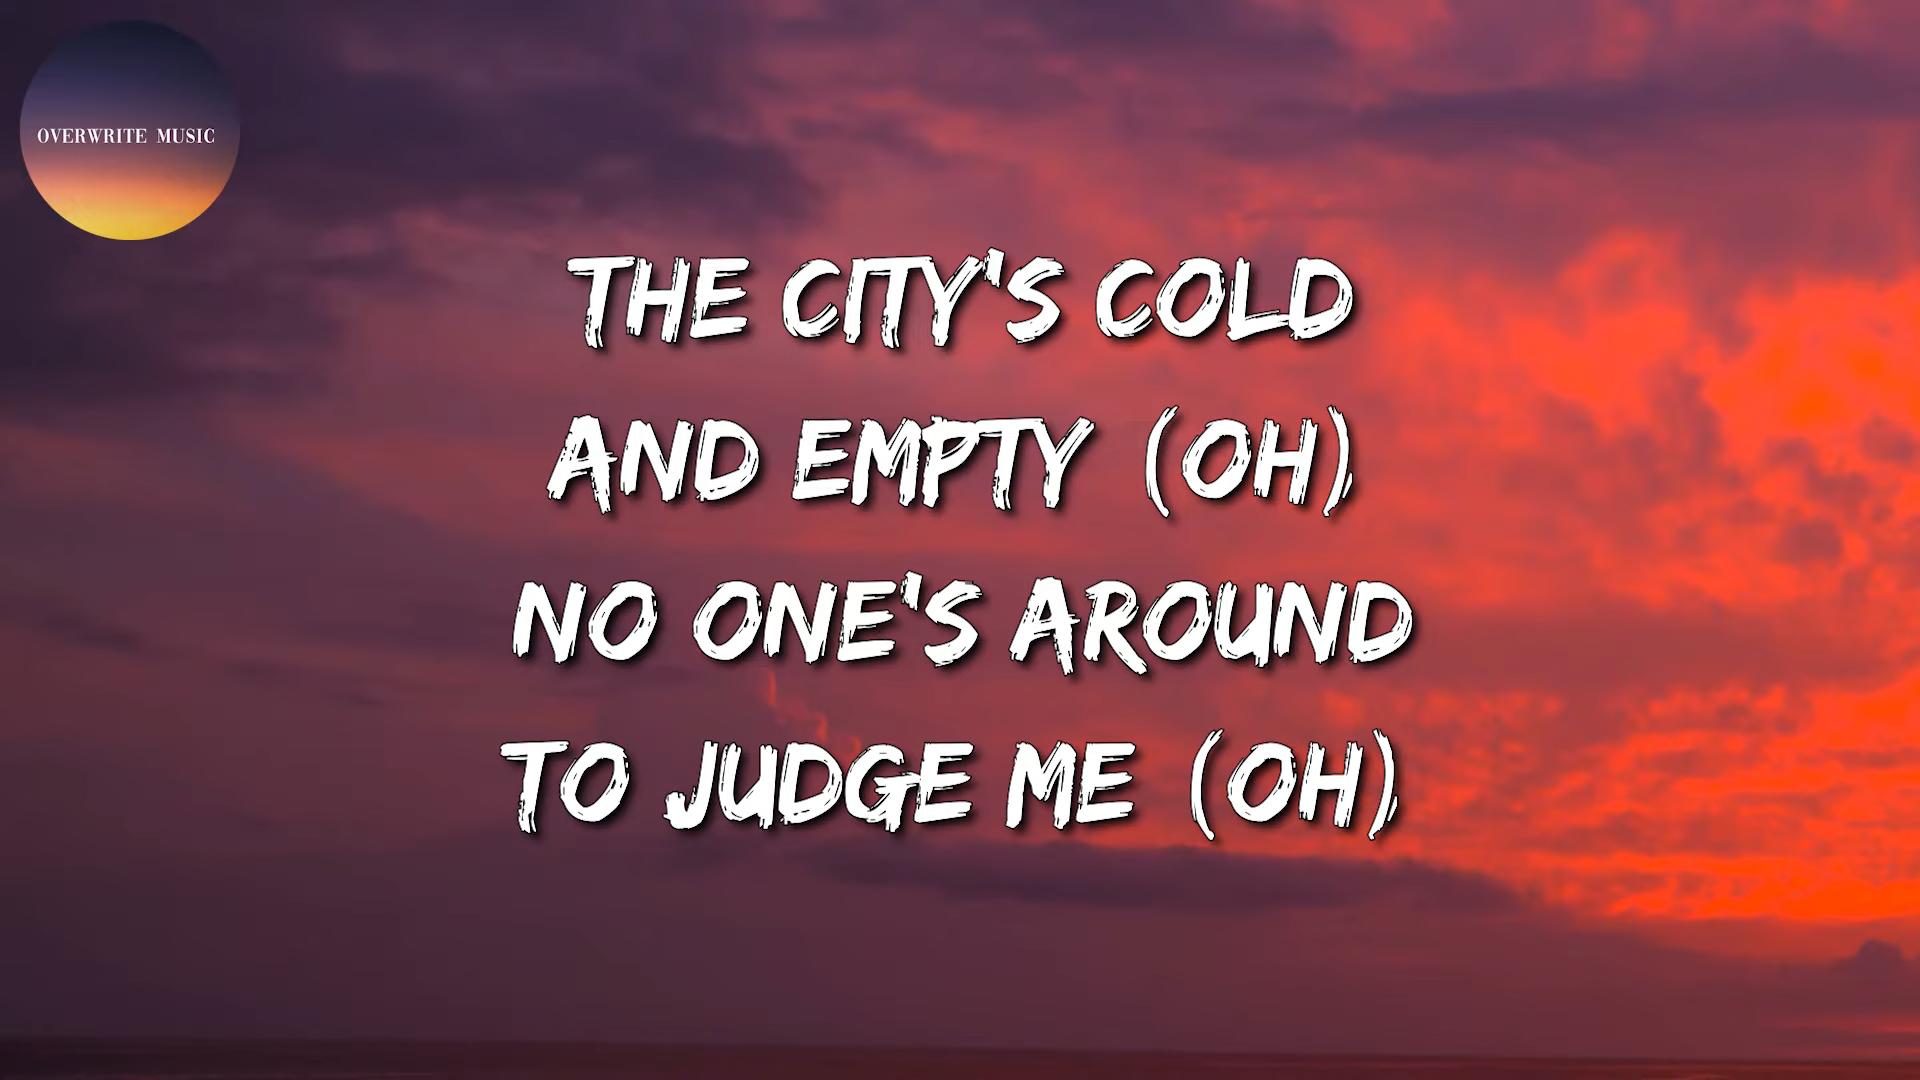 OVERWRITE MUSIC
THE CITY'S COLD
AND EMPTY (OH)
NO ONE'S AROUND
TO JUDGE ME (OH)